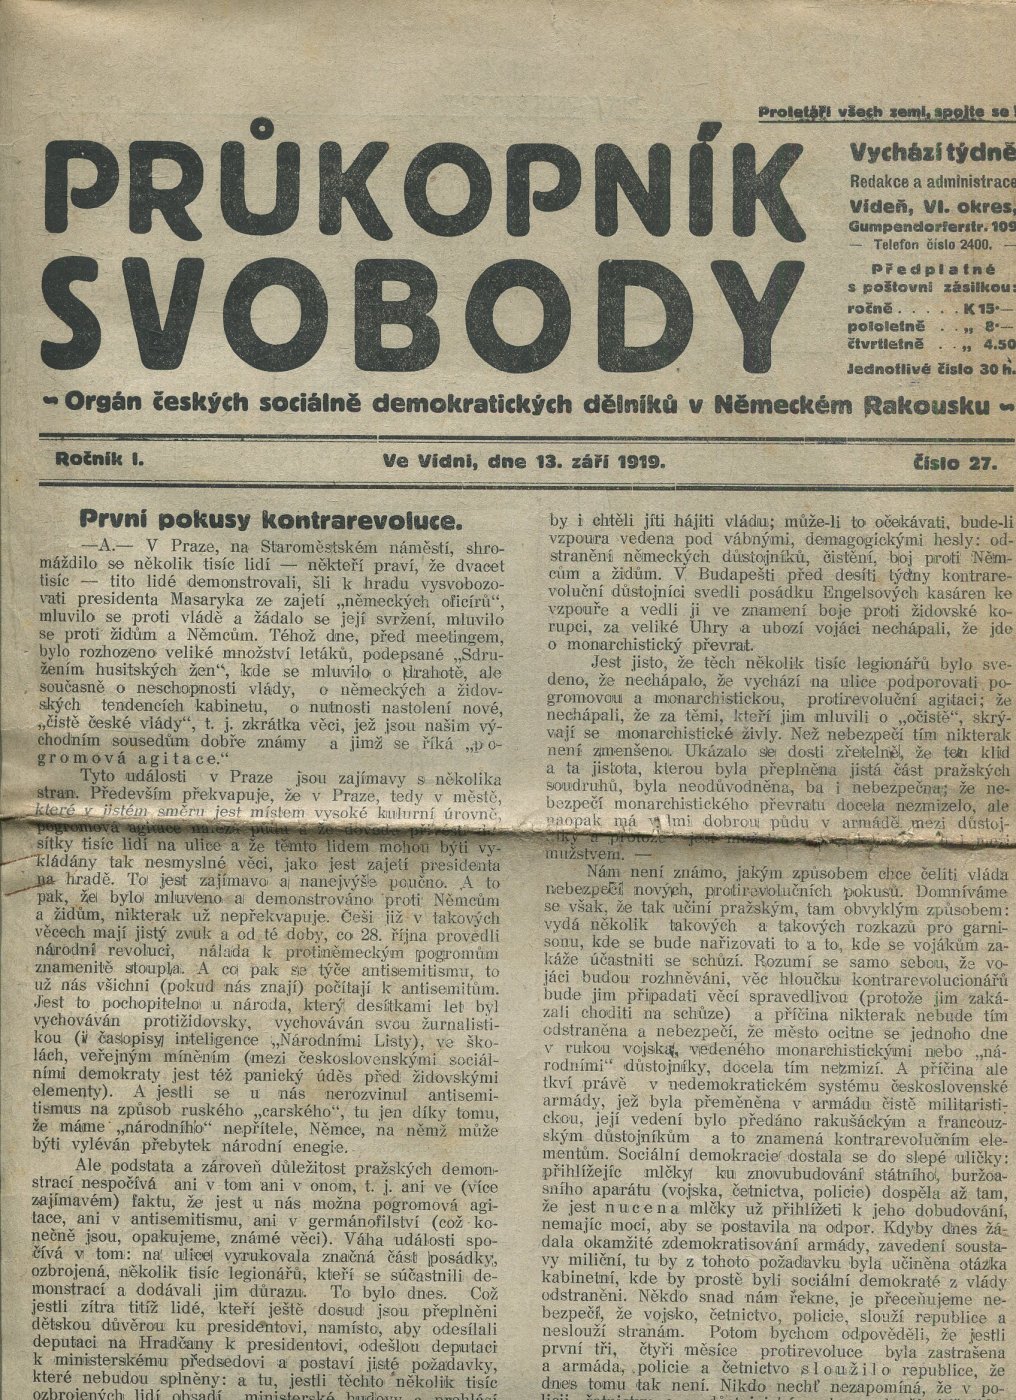 Proletáři všech zemí, spojte se!
PRŮKOPNÍK
SVOBODY
Vychází týdně
Redakce a administrace
Vídeň, VI. okres,
Gumpendorferstr. 109
— Telefon číslo 2400. —
Předplatné
s poštovní zásilkou:
ročně . . . . . K 15·—
pololetně . . „ 8·—
čtvrtletně . . „ 4.50
Jednotlivé číslo 30 h.
~ Orgán českých sociálně demokratických dělníků v Německém Rakousku ~
Ročník I.
Ve Vídni, dne 13. září 1919.
Číslo 27.
První pokusy kontrarevoluce.
—A.— V Praze, na Staroměstském náměstí, shro-
máždilo se několik tisíc lidí — někteří praví, že dvacet
tisíc — tito lidé demonstrovali, šli k hradu vysvobozo-
vati presidenta Masaryka ze zajetí „německých oficírů“,
mluvilo se proti vládě a žádalo se její svržení, mluvilo
se proti židům a Němcům. Téhož dne, před meetingem,
bylo rozhozeno veliké množství letáků, podepsané „Sdru-
žením husitských žen“, kde se mluvilo o drahotě, ale
současně o neschopnosti vlády, o německých a židov-
ských tendencích kabinetu, o nutnosti nastolení nové,
„čistě české vlády“, t. j. zkrátka věci, jež jsou našim vý-
chodním sousedům dobře známy a jimž se říká „po-
gromová agitace.“
Tyto události v Praze jsou zajímavy s několika
stran. Především překvapuje, že v Praze, tedy v městě,
které v jistém směru jest místem vysoké kulturní úrovně,
pogromová agitace půdu a že
sítky tisíc lidí na ulice a že těmto lidem mohou býti vy-
kládány tak nesmyslné věci, jako jest zajetí presidenta
na hradě. To jest zajímavo a nanejvýše poučno. A to
pak, že bylo mluveno a demonstrováno proti Němcům
a židům, nikterak už nepřekvapuje. Češi již v takových
věcech mají jistý zvuk a od té doby, co 28. října provedli
národní revoluci, nálada k protiněmeckým pogromům
znamenitě stoupla. A co pak se týče antisemitismu, to
už nás všichni (pokud nás znají) počítají k antisemitům.
Jest to pochopitelno u národa, který desítkami let byl
vychováván protižidovsky, vychováván svou žurnalisti-
kou (i časopisy inteligence „Národními Listy), ve ško-
lách, veřejným míněním (mezi československými sociál-
ními demokraty jest též panický úděs před židovskými
elementy). A jestli se u nás nerozvinul antisemi-
tismus na způsob ruského „carského“, tu jen díky tomu,
že máme „národního“ nepřítele, Němce, na němž může
býti vyléván přebytek národní enegie.
Ale podstata a zároveň důležitost pražských demon-
strací nespočívá ani v tom ani v onom, t. j. ani ve (více
zajímavém) faktu, že jest u nás možna pogromová agi-
tace, ani v antisemitismu, ani v germánofilství (což ko-
nečně jsou, opakujeme, známé věci). Váha události spo-
čívá v tom: na ulice vyrukovala značná část posádky,
ozbrojená, několik tisíc legionářů, kteří se súčastnili de-
monstrací a dodávali jim důrazu. To bylo dnes. Což
jestli zítra titíž lidé, kteří ještě dosud jsou přeplněni
dětskou důvěrou ku presidentovi, namísto, aby odesílali
deputaci na Hradčany k presidentovi, odešlou deputaci
k ministerskému předsedovi a postaví jisté požadavky,
které nebudou splněny: a tu, jestli těchto několik tisíc
ozbrojených lidí obsadí ministerské budovy a prohlásí
by i chtěli jíti hájiti vládu; může-li to očekávati, bude-li
vzpoura vedena pod vábnými, demagogickými hesly: od-
stranění německých důstojníků, čistění, boj proti Něm-
cům a židům. V Budapešti před desíti týdny kontrare-
voluční důstojníci svedli posádku Engelsových kasáren ke
vzpouře a vedli ji ve znamení boje proti židovské ko-
rupci, za veliké Uhry a ubozí vojáci nechápali, že jde
o monarchistický převrat.
Jest jisto, že těch několik tisíc legionářů bylo sve-
deno, že nechápalo, že vychází na ulice podporovati po-
gromovou a monarchistickou, protirevoluční agitaci; že
nechápali, že za těmi, kteří jim mluvili o „očistě“, skrý-
vají se monarchistické živly. Než nebezpečí tím nikterak
není zmenšeno. Ukázalo se dosti zřetelně, že ten klid
a ta jistota, kterou byla přeplněna jistá část pražských
soudruhů, byla neodůvodněna, ba i nebezpečna; že ne-
bezpečí monarchistického převratu docela nezmizelo, ale
naopak má velmi dobrou půdu v armádě mezi důstoj-
níky a protože jest
mužstvem. —
Nám není známo, jakým způsobem chce čeliti vláda
nebezpečí nových, protirevolučních pokusů. Domníváme
se však, že tak učiní pražským, tam obvyklým způsobem:
vydá několik takových a takových rozkazů pro garni-
sonu, kde se bude nařizovati to a to, kde se vojákům za-
káže účastniti se schůzí. Rozumí se samo sebou, že vo-
jáci budou rozhněváni, věc hloučku kontrarevolucionářů
bude jim připadati věcí spravedlivou (protože jim zaká-
zali choditi na schůze) a příčina nikterak nebude tím
odstraněna a nebezpečí, že město ocitne se jednoho dne
v rukou vojska, vedeného monarchistickými nebo „ná-
rodními“ důstojníky, docela tím nezmizí. A příčina ale
tkví právě v nedemokratickém systému československé
armády, jež byla přeměněna v armádu čistě militaristi-
ckou, její vedení bylo předáno rakušáckým a francouz-
ským důstojníkům a to znamená kontrarevolučním ele-
mentům. Sociální demokracie dostala se do slepé uličky:
přihlížejíc mlčky ku znovubudování státního, buržoa-
sního aparátu (vojska, četnictva, policie) dospěla až tam,
že jest nucena mlčky už přihlížeti k jeho dobudování,
nemajíc moci, aby se postavila na odpor. Kdyby dnes žá-
dala okamžité zdemokratisování armády, zavedení sousta-
vy miliční, tu by z tohoto požadavku byla učiněna otázka
kabinetní, kde by prostě byli sociální demokraté z vlády
odstraněni. Někdo snad nám řekne, je přeceňujeme ne-
bezpečí, že vojsko, četnictvo, policie, slouží republice a
neslouží stranám. Potom bychom odpověděli, že jestli
první tři, čtyři měsíce protirevoluce byla zastrašena
a armáda, policie a četnictvo sloužilo republice, že
dnes tomu tak není. Nikdo nechť nezapomíná, že v po-